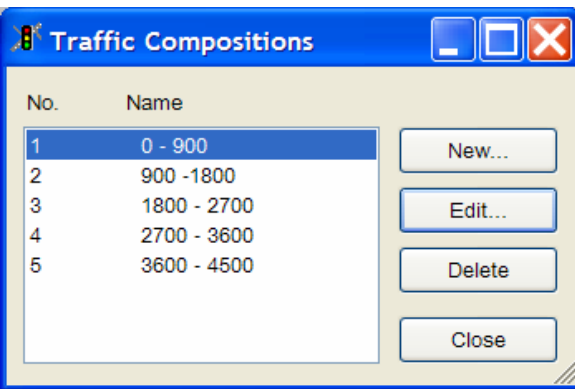 Traffic Compositions
No. Name
1 0 - 900
2 900 -1800
3 1800 - 2700
4 2700 - 3600
5 3600 - 4500
New...
Edit...
Delete
Close